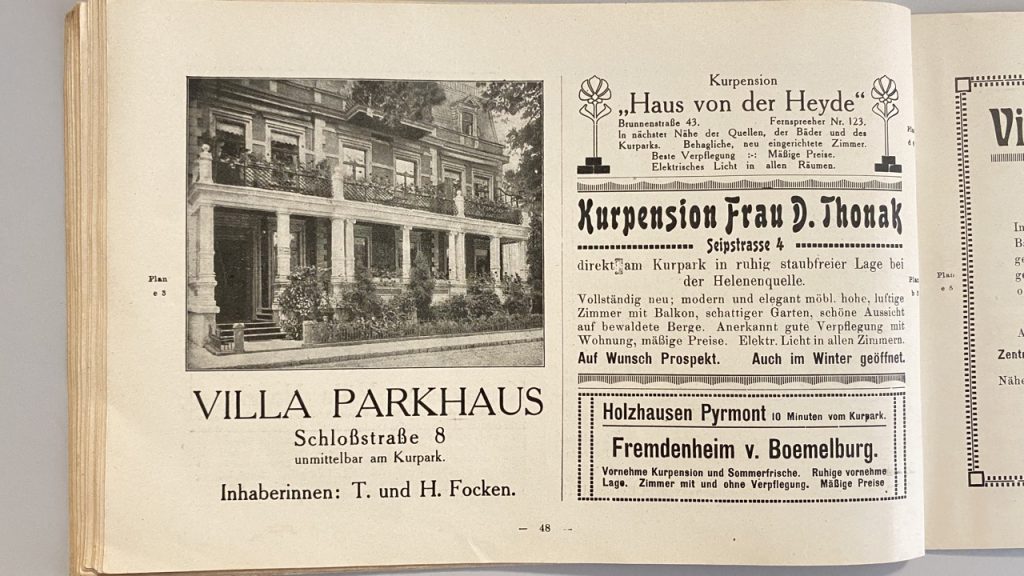 Plan
e 3
VILLA PARKHAUS
Schloßstraße 8
unmittelbar am Kurpark.
Inhaberinnen: T. und H. Focken.
Kurpension
„Haus von der Heyde“
Brunnenstraße 43. Fernsprecher Nr. 123.
In nächster Nähe der Quellen, der Bäder und des
Kurparks. Behagliche, neu eingerichtete Zimmer.
Beste Verpflegung :-: Mäßige Preise.
Elektrisches Licht in allen Räumen.
Kurpension Frau D. Thonak
Seipstrasse 4
direkt am Kurpark in ruhig staubfreier Lage bei
der Helenenquelle.
Vollständig neu; modern und elegant möbl. hohe, luftige
Zimmer mit Balkon, schattiger Garten, schöne Aussicht
auf bewaldete Berge. Anerkannt gute Verpflegung mit
Wohnung, mäßige Preise. Elektr. Licht in allen Zimmern.
Auf Wunsch Prospekt. Auch im Winter geöffnet.
Holzhausen Pyrmont 10 Minuten vom Kurpark.
Fremdenheim v. Boemelburg.
Vornehme Kurpension und Sommerfrische. Ruhige vornehme
Lage. Zimmer mit und ohne Verpflegung. Mäßige Preise
— 48 —
Plan
e 5
Vi
In
ge
Zentr
Nähe